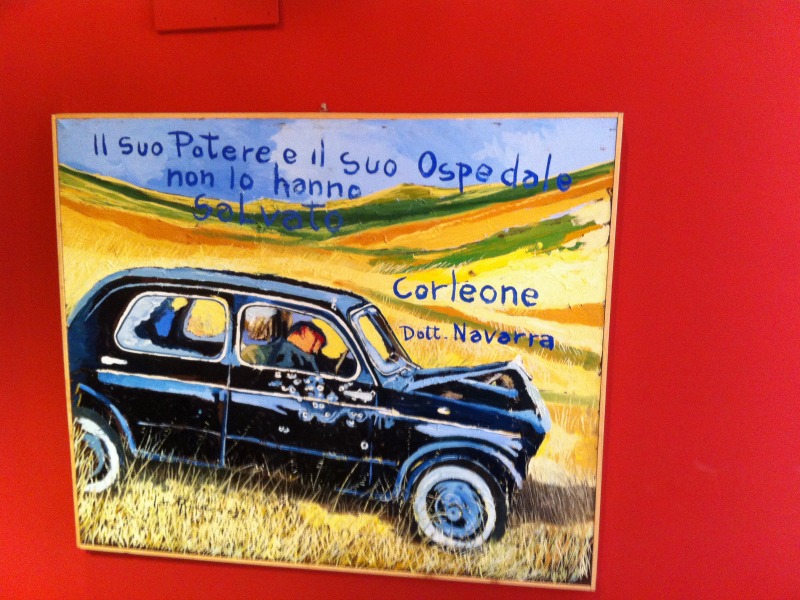 Il suo Potere e il suo Ospedale
non lo hanno
salvato
Corleone
Dott. Navarra